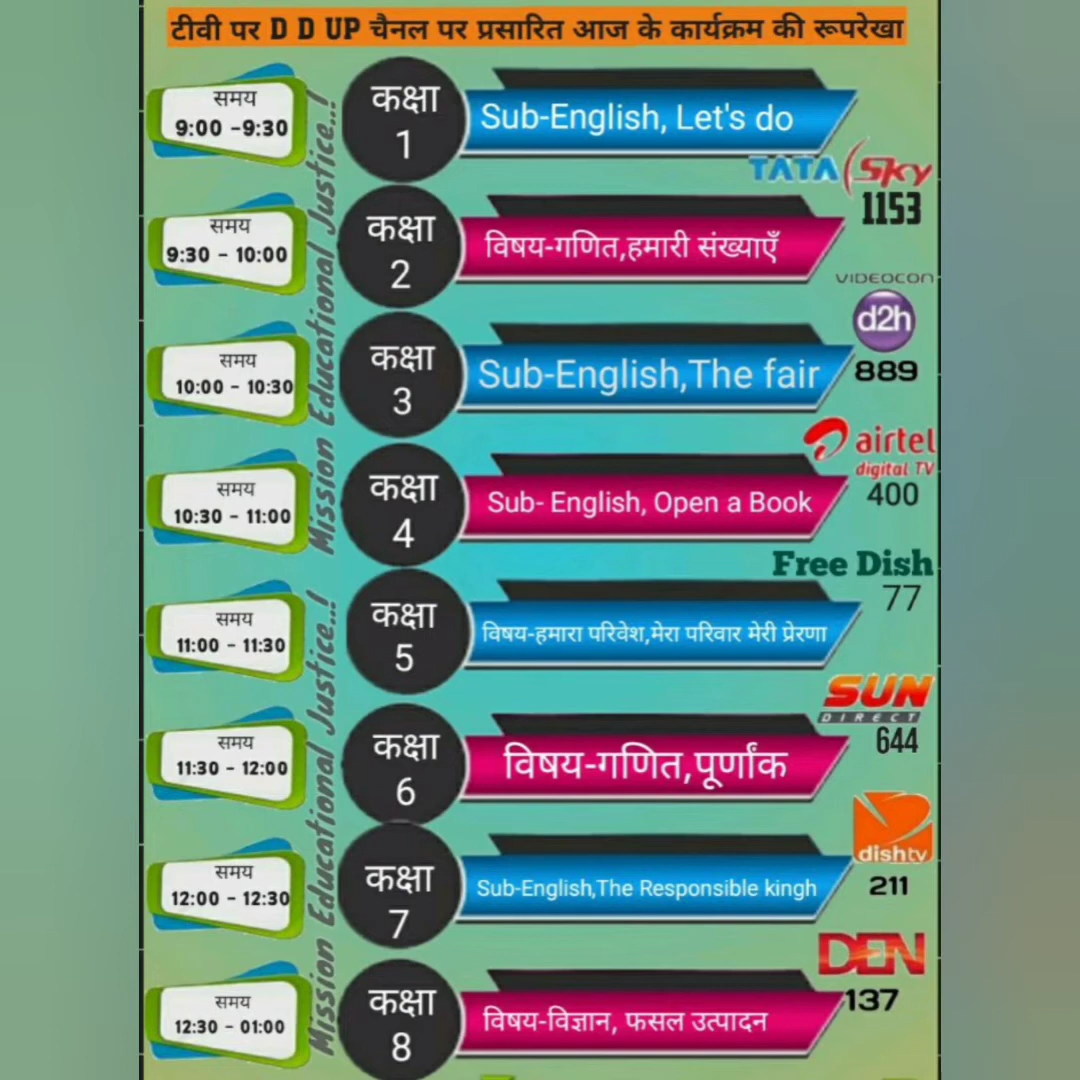 टीवी पर D D UP चैनल पर प्रसारित आज के कार्यक्रम की रूपरेखा
समय
9:00 –9:30
कक्षा
1
Sub-English, Let's do
TATA Sky
1153
समय
9:30 – 10:00
कक्षा
2
विषय-गणित,हमारी संख्याएँ
VIDEOCON
d2h
889
समय
10:00 – 10:30
कक्षा
3
Sub-English,The fair
airtel
digital TV
400
समय
10:30 – 11:00
कक्षा
4
Sub- English, Open a Book
Free Dish
77
समय
11:00 – 11:30
कक्षा
5
विषय-हमारा परिवेश,मेरा परिवार मेरी प्रेरणा
SUN
DIRECT
644
समय
11:30 – 12:00
कक्षा
6
विषय-गणित,पूर्णांक
dishtv
211
समय
12:00 – 12:30
कक्षा
7
Sub-English,The Responsible kingh
DEN
137
समय
12:30 – 01:00
कक्षा
8
विषय-विज्ञान, फसल उत्पादन
Mission Educational Justice...!
Mission Educational Justice...!